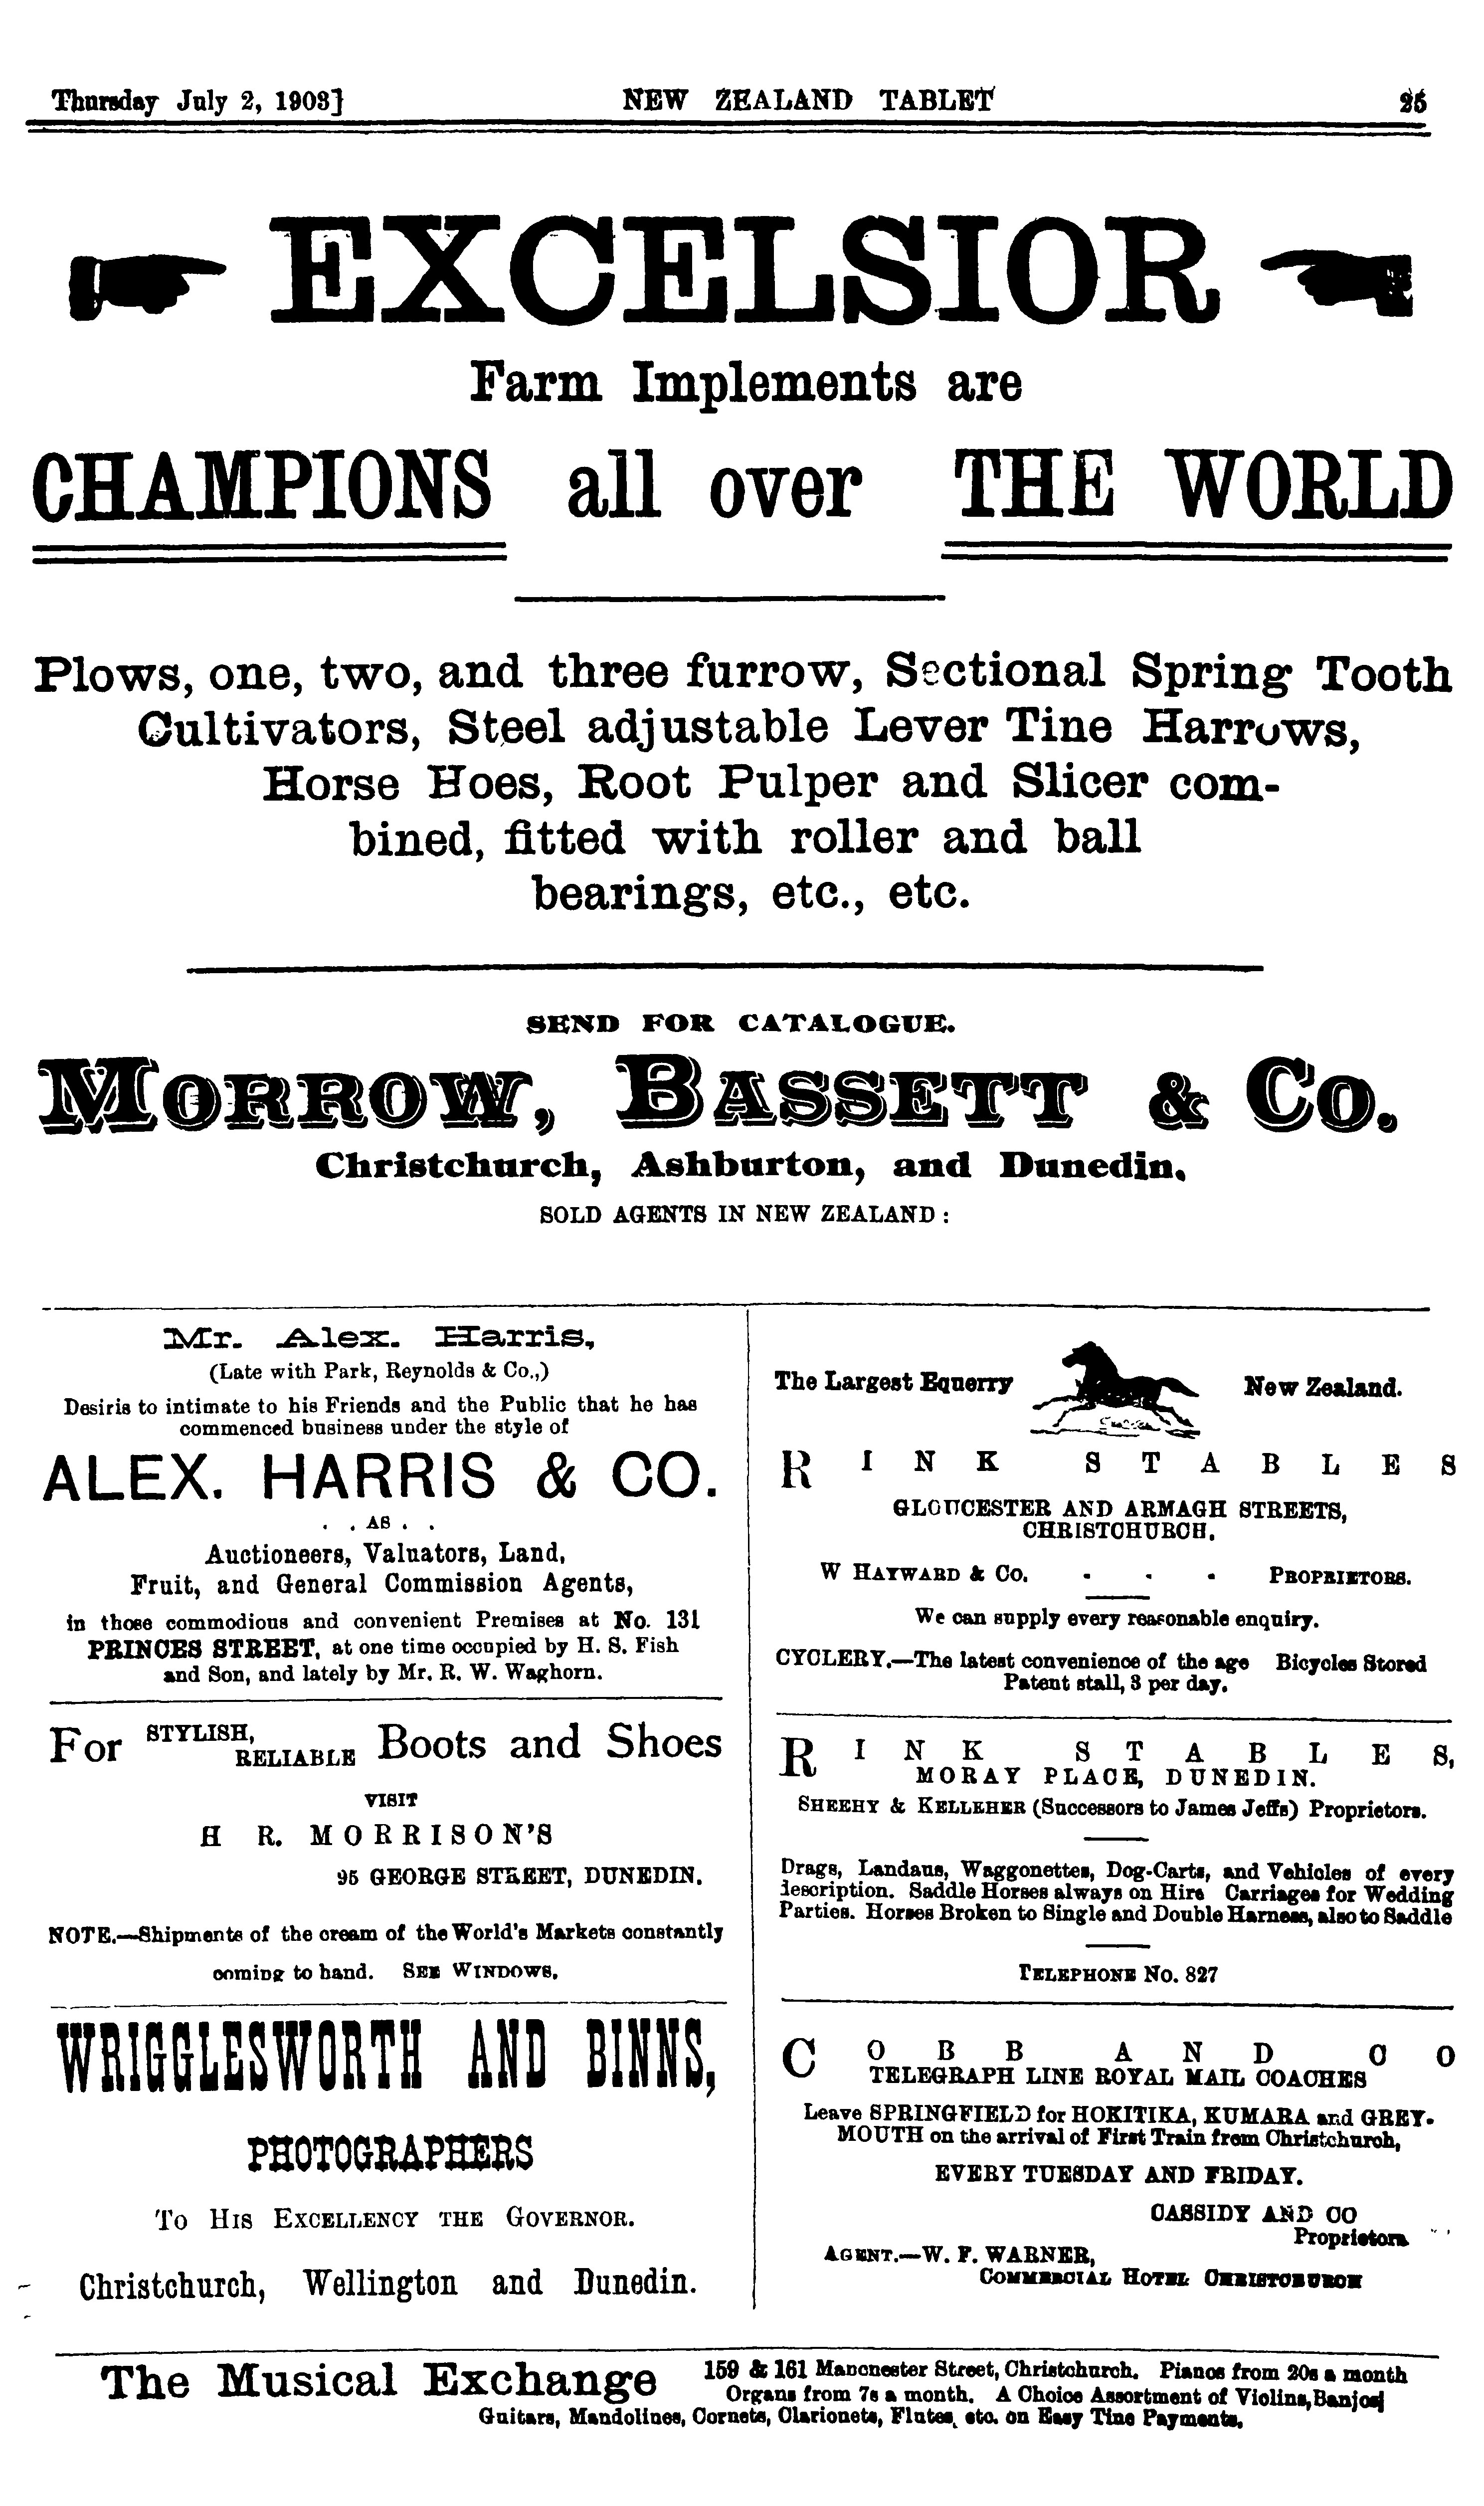 Thursday July 2, 1903]
NEW ZEALAND TABLET
25
EXCELSIOR
Farm Implements are
CHAMPIONS all over THE WORLD
Plows, one, two, and three furrow, Sectional Spring Tooth
Cultivators, Steel adjustable Lever Tine Harrows,
Horse Hoes, Root Pulper and Slicer com-
bined, fitted with roller and ball
bearings, etc., etc.
SEND FOR CATALOGUE.
MORROW, BASSETT & CO.
Christchurch, Ashburton, and Dunedin.
SOLD AGENTS IN NEW ZEALAND:
Mr. Alex. Harris,
(Late with Park, Reynolds & Co.,)
Desiris to intimate to his Friends and the Public that he has
commenced business under the style of
ALEX. HARRIS & CO.
. . AS . .
Auctioneers, Valuators, Land,
Fruit, and General Commission Agents,
in those commodious and convenient Premises at No. 131
PRINCES STREET, at one time occupied by H. S. Fish
and Son, and lately by Mr. R. W. Waghorn.
For STYLISH, RELIABLE Boots and Shoes
VISIT
H R. MORRISON'S
95 GEORGE STREET, DUNEDIN.
NOTE.—Shipments of the cream of the World's Markets constantly
coming to hand. SEE WINDOWS.
WRIGGLESWORTH AND BINNS,
PHOTOGRAPHERS
TO HIS EXCELLENCY THE GOVERNOR.
Christchurch, Wellington and Dunedin.
The Largest Equerry New Zealand.
RINK STABLES
GLOUCESTER AND ARMAGH STREETS,
CHRISTCHURCH.
W HAYWARD & CO. - - - PROPRIETORS.
We can supply every reasonable enquiry.
CYCLERY.—The latest convenience of the age Bicycles Stored
Patent stall, 3 per day.
RINK STABLES,
MORAY PLACE, DUNEDIN.
SHEEHY & KELLEHER (Successors to James Jeffs) Proprietors.
Drags, Landaus, Waggonettes, Dog-Carts, and Vehicles of every
description. Saddle Horses always on Hire Carriages for Wedding
Parties. Horses Broken to Single and Double Harness, also to Saddle
TELEPHONE No. 827
COBB AND CO
TELEGRAPH LINE ROYAL MAIL COACHES
Leave SPRINGFIELD for HOKITIKA, KUMARA and GREY-
MOUTH on the arrival of First Train from Christchurch,
EVERY TUESDAY AND FRIDAY.
CASSIDY AND CO
Proprietors
AGENT.—W. F. WARNER,
COMMERCIAL HOTEL CHRISTCHURCH
The Musical Exchange 159 & 161 Manchester Street, Christchurch. Pianos from 20s a month
Organs from 7s a month. A Choice Assortment of Violins, Banjos
Guitars, Mandolines, Cornets, Clarionets, Flutes, etc. on Easy Tine Payments.